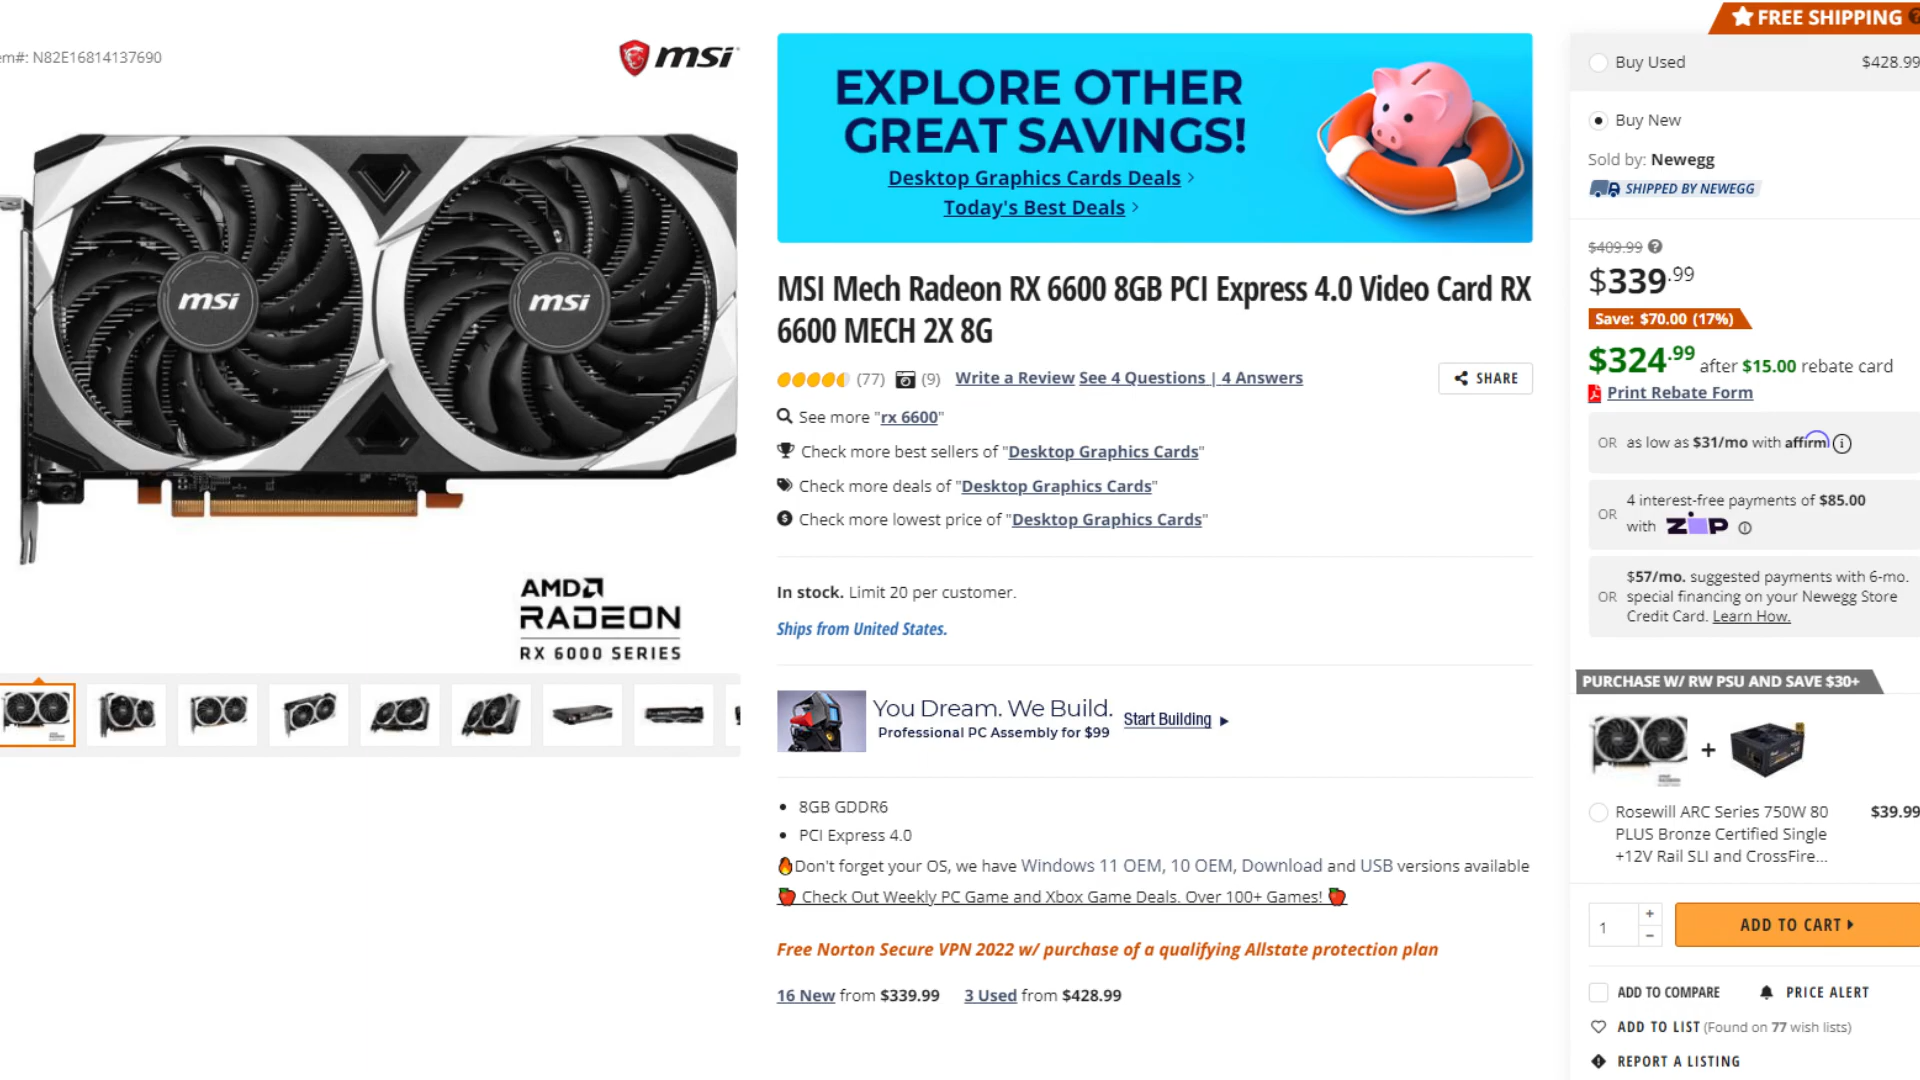 em#: N82E16814137690
msi
msi
msi
AMD
RADEON
RX 6000 SERIES
EXPLORE OTHER
GREAT SAVINGS!
Desktop Graphics Cards Deals ›
Today's Best Deals ›
MSI Mech Radeon RX 6600 8GB PCI Express 4.0 Video Card RX
6600 MECH 2X 8G
(77) (9) Write a Review See 4 Questions | 4 Answers
SHARE
See more "rx 6600"
Check more best sellers of "Desktop Graphics Cards"
Check more deals of "Desktop Graphics Cards"
Check more lowest price of "Desktop Graphics Cards"
In stock. Limit 20 per customer.
Ships from United States.
You Dream. We Build.
Professional PC Assembly for $99
Start Building
• 8GB GDDR6
• PCI Express 4.0
Don't forget your OS, we have Windows 11 OEM, 10 OEM, Download and USB versions available
Check Out Weekly PC Game and Xbox Game Deals. Over 100+ Games!
Free Norton Secure VPN 2022 w/ purchase of a qualifying Allstate protection plan
16 New from $339.99 3 Used from $428.99
FREE SHIPPING
Buy Used $428.99
Buy New
Sold by: Newegg
SHIPPED BY NEWEGG
$409.99
$339.99
Save: $70.00 (17%)
$324.99 after $15.00 rebate card
Print Rebate Form
OR as low as $31/mo with affirm
OR 4 interest-free payments of $85.00
with ZIP
OR $57/mo. suggested payments with 6-mo.
special financing on your Newegg Store
Credit Card. Learn How.
PURCHASE W/ RW PSU AND SAVE $30+
+
Rosewill ARC Series 750W 80 $39.99
PLUS Bronze Certified Single
+12V Rail SLI and CrossFire...
1 + −
ADD TO CART
ADD TO COMPARE PRICE ALERT
ADD TO LIST (Found on 77 wish lists)
REPORT A LISTING